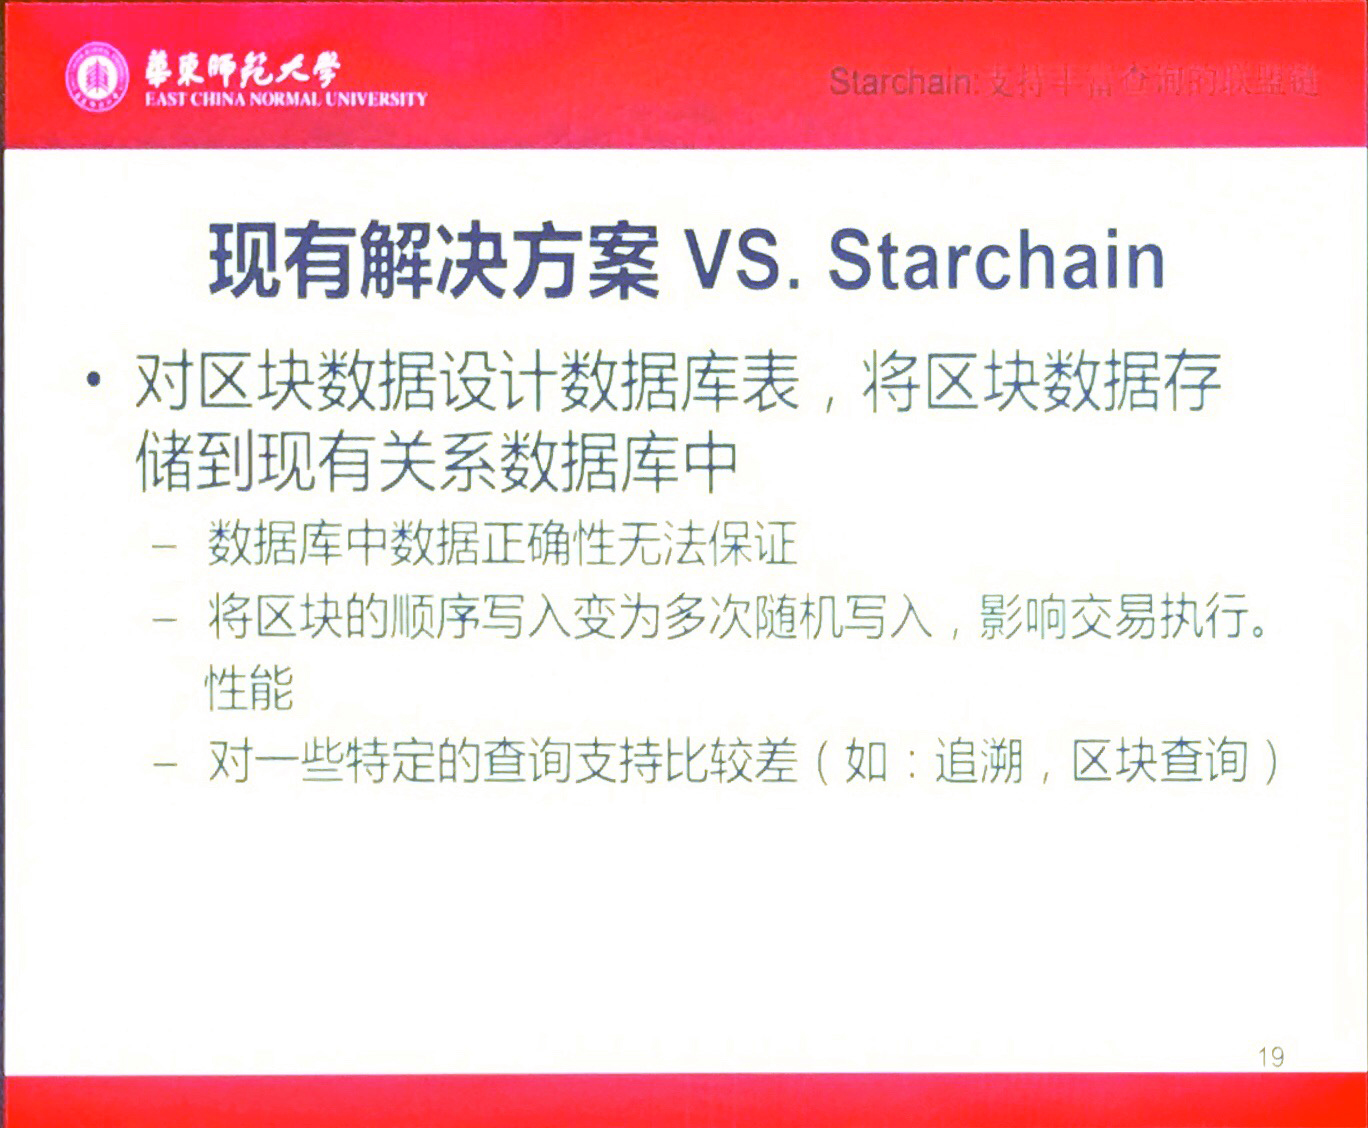 華東師範大學
EAST CHINA NORMAL UNIVERSITY
Starchain:支持丰富查询的联盟链
现有解决方案 VS. Starchain
• 对区块数据设计数据库表，将区块数据存
储到现有关系数据库中
– 数据库中数据正确性无法保证
– 将区块的顺序写入变为多次随机写入，影响交易执行。
性能
– 对一些特定的查询支持比较差（如：追溯，区块查询）
19